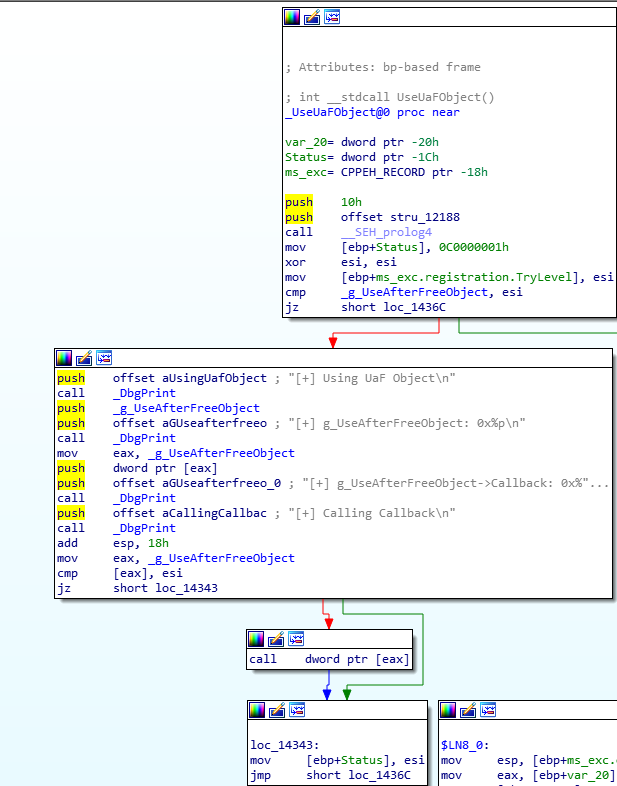 ; Attributes: bp-based frame
; int __stdcall UseUaFObject()
_UseUaFObject@0 proc near
var_20= dword ptr -20h
Status= dword ptr -1Ch
ms_exc= CPPEH_RECORD ptr -18h
push 10h
push offset stru_12188
call __SEH_prolog4
mov [ebp+Status], 0C0000001h
xor esi, esi
mov [ebp+ms_exc.registration.TryLevel], esi
cmp _g_UseAfterFreeObject, esi
jz short loc_1436C
push offset aUsingUafObject ; "[+] Using UaF Object\n"
call _DbgPrint
push _g_UseAfterFreeObject
push offset aGUseafterfreeo ; "[+] g_UseAfterFreeObject: 0x%p\n"
call _DbgPrint
mov eax, _g_UseAfterFreeObject
push dword ptr [eax]
push offset aGUseafterfreeo_0 ; "[+] g_UseAfterFreeObject->Callback: 0x%"...
call _DbgPrint
push offset aCallingCallbac ; "[+] Calling Callback\n"
call _DbgPrint
add esp, 18h
mov eax, _g_UseAfterFreeObject
cmp [eax], esi
jz short loc_14343
call dword ptr [eax]
loc_14343:
mov [ebp+Status], esi
jmp short loc_1436C
$LN8_0:
mov esp, [ebp+ms_exc.
mov eax, [ebp+var_20]